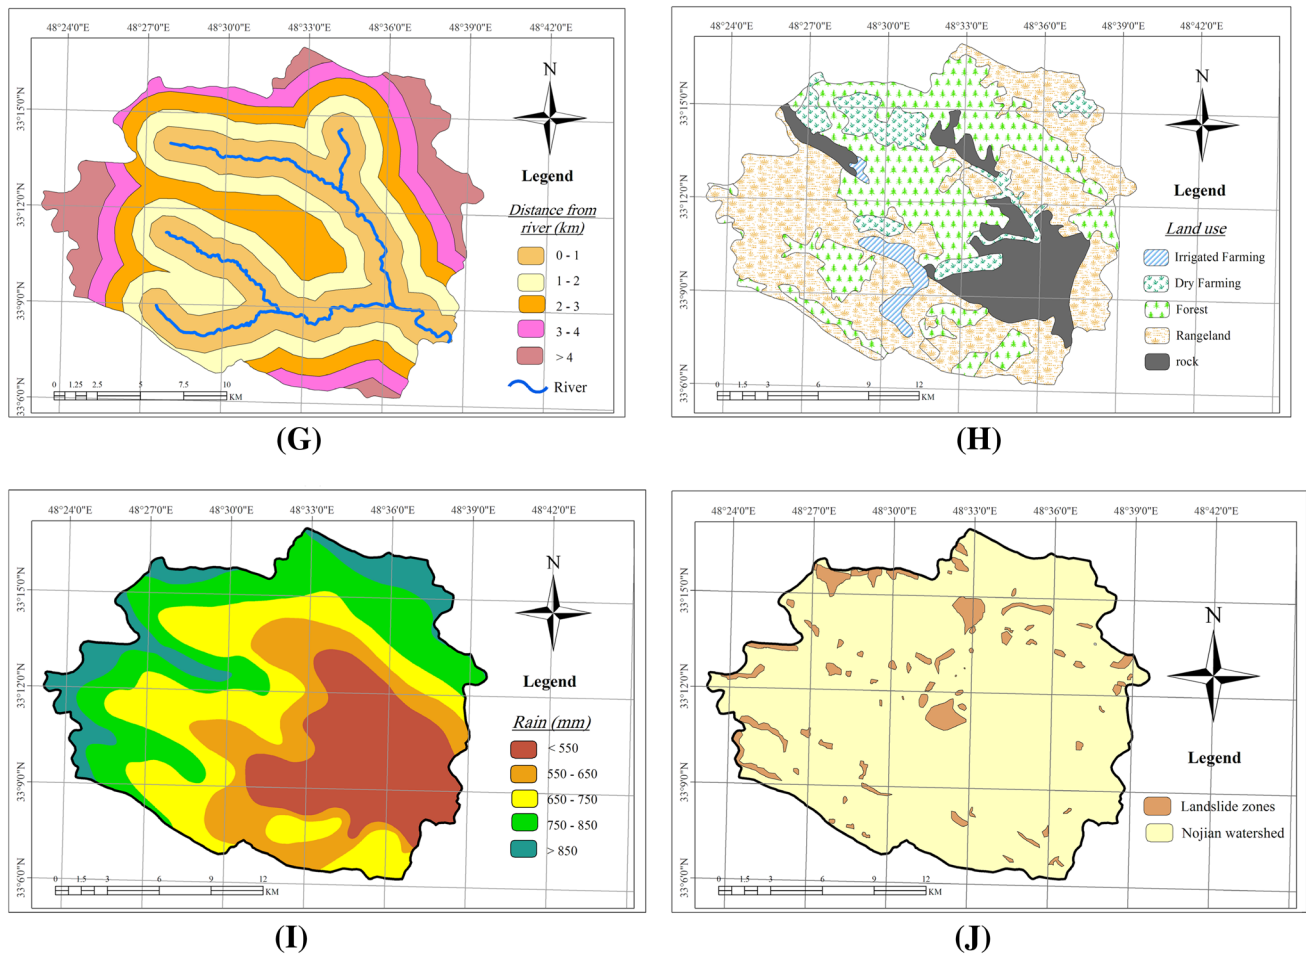 48°24'0"E 48°27'0"E 48°30'0"E 48°33'0"E 48°36'0"E 48°39'0"E 48°42'0"E
33°15'0"N
33°12'0"N
33°9'0"N
33°6'0"N
N
Legend
Distance from
river (km)
0 - 1
1 - 2
2 - 3
3 - 4
> 4
River
0 1.25 2.5 5 7.5 10
KM
(G)
48°24'0"E 48°27'0"E 48°30'0"E 48°33'0"E 48°36'0"E 48°39'0"E 48°42'0"E
33°15'0"N
33°12'0"N
33°9'0"N
33°6'0"N
N
Legend
Land use
Irrigated Farming
Dry Farming
Forest
Rangeland
rock
0 1.5 3 6 9 12
KM
(H)
48°24'0"E 48°27'0"E 48°30'0"E 48°33'0"E 48°36'0"E 48°39'0"E 48°42'0"E
33°15'0"N
33°12'0"N
33°9'0"N
33°6'0"N
N
Legend
Rain (mm)
< 550
550 - 650
650 - 750
750 - 850
> 850
0 1.5 3 6 9 12
KM
(I)
48°24'0"E 48°27'0"E 48°30'0"E 48°33'0"E 48°36'0"E 48°39'0"E 48°42'0"E
33°15'0"N
33°12'0"N
33°9'0"N
33°6'0"N
N
Legend
Landslide zones
Nojian watershed
0 1.5 3 6 9 12
KM
(J)